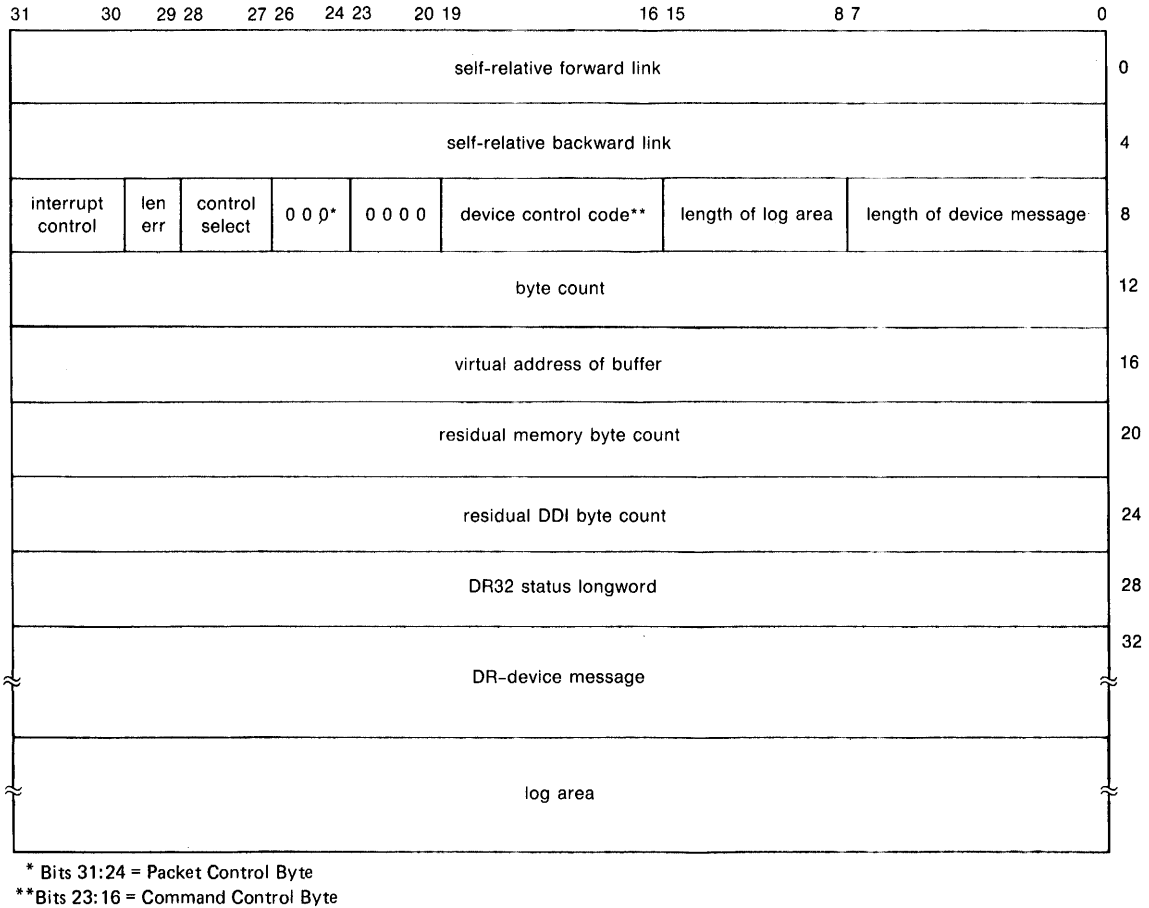 31 30 29 28 27 26 24 23 20 19 16 15 8 7 0
self-relative forward link 0
self-relative backward link 4
interrupt control len err control select 0 0 0* 0 0 0 0 device control code** length of log area length of device message 8
byte count 12
virtual address of buffer 16
residual memory byte count 20
residual DDI byte count 24
DR32 status longword 28
32
DR-device message
log area
* Bits 31:24 = Packet Control Byte
**Bits 23:16 = Command Control Byte